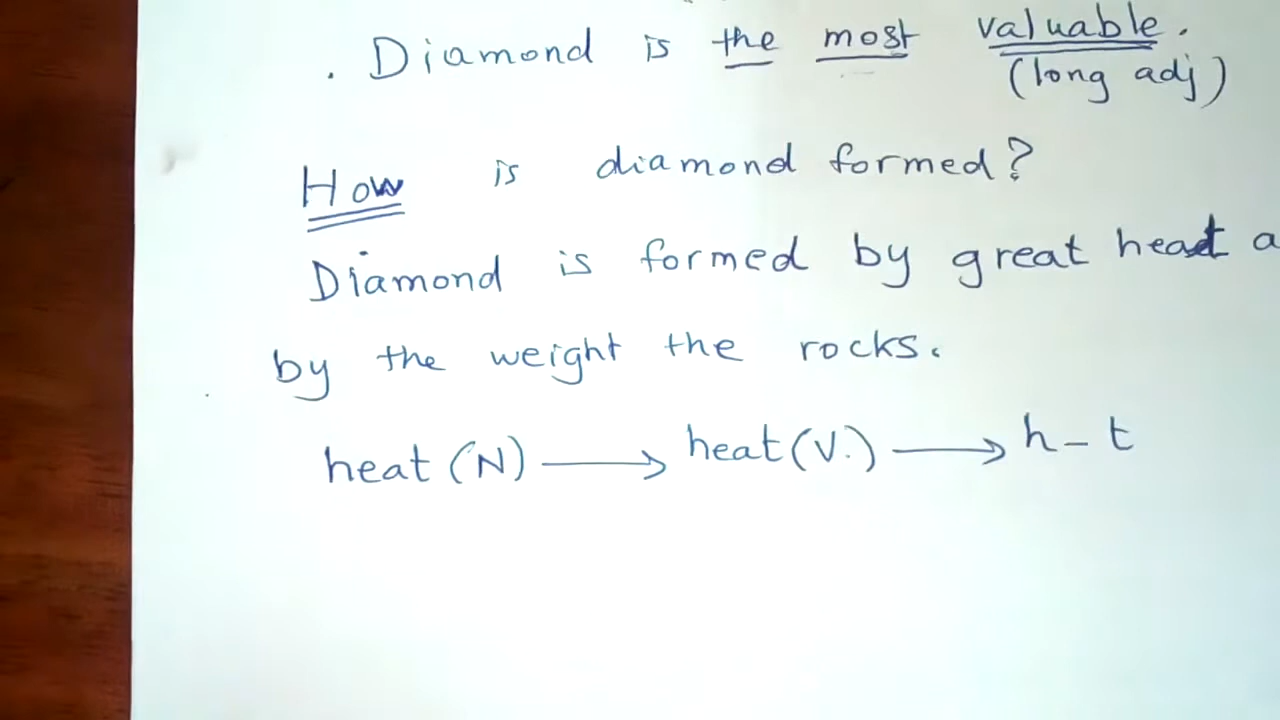 . Diamond is the most valuable.
(long adj)
How is diamond formed?
Diamond is formed by great heat a
by the weight the rocks.
heat (N) → heat (V.) → h - t